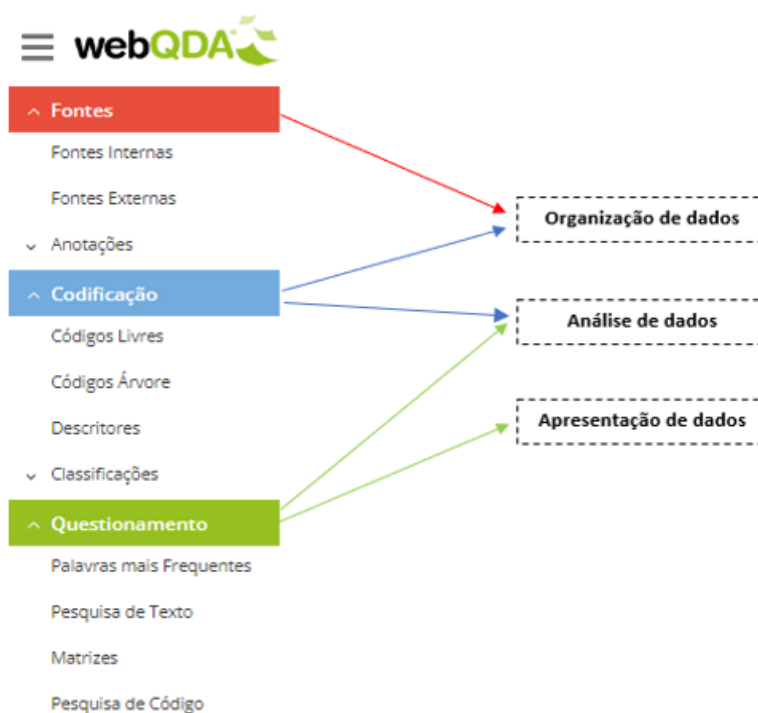 webQDA
Fontes
Fontes Internas
Fontes Externas
Anotações
Codificação
Códigos Livres
Códigos Árvore
Descritores
Classificações
Questionamento
Palavras mais Frequentes
Pesquisa de Texto
Matrizes
Pesquisa de Código
Organização de dados
Análise de dados
Apresentação de dados